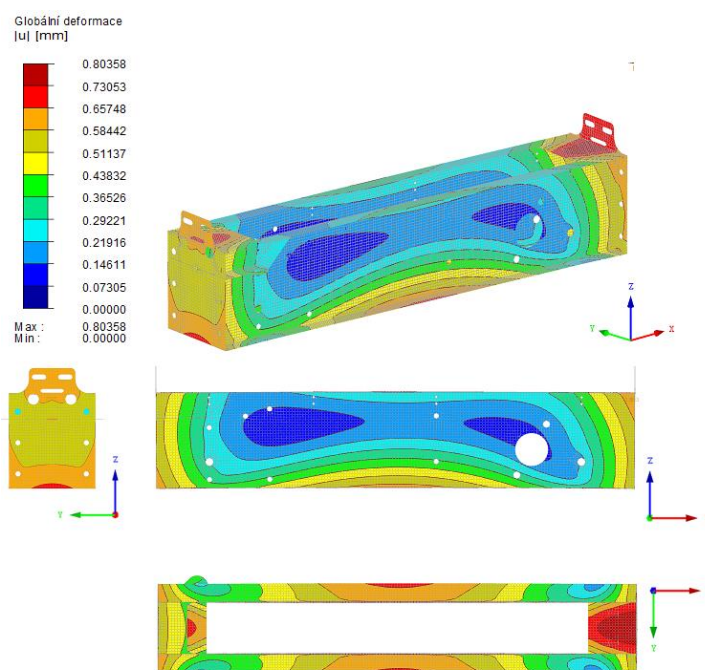 Globální deformace
|u| [mm]
0.80358
0.73053
0.65748
0.58442
0.51137
0.43832
0.36526
0.29221
0.21916
0.14611
0.07305
0.00000
Max : 0.80358
Min : 0.00000
Z
Y
X
Z
Y
Z
Y